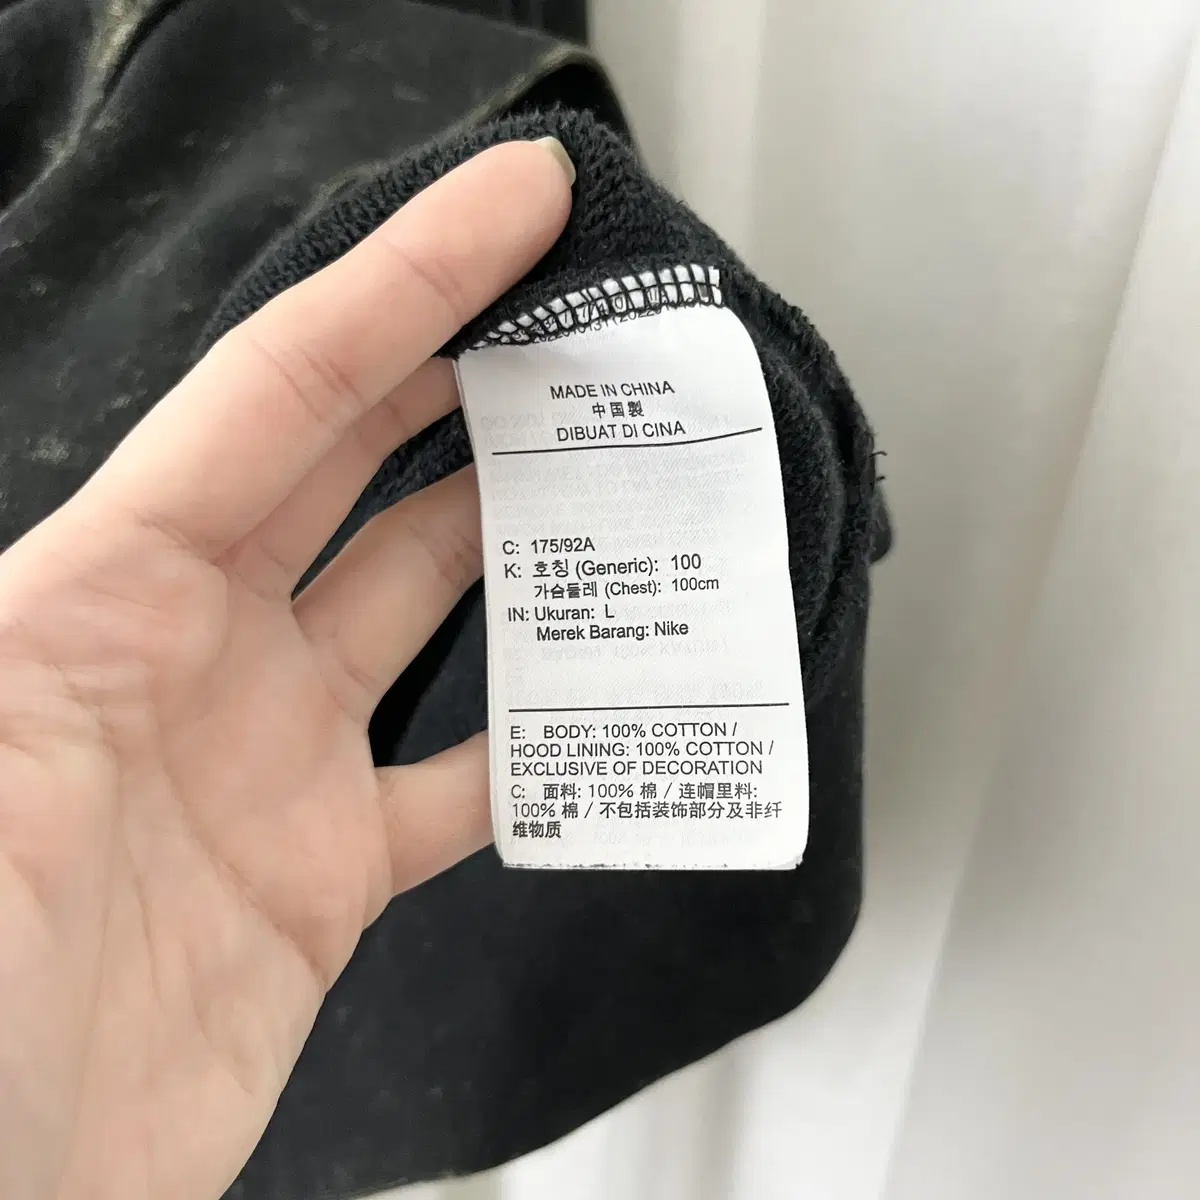 MADE IN CHINA
中国製
DIBUAT DI CINA
C: 175/92A
K: 호칭 (Generic): 100
가슴둘레 (Chest): 100cm
IN: Ukuran: L
Merek Barang: Nike
E: BODY: 100% COTTON /
HOOD LINING: 100% COTTON /
EXCLUSIVE OF DECORATION
C: 面料: 100% 棉 / 连帽里料:
100% 棉 / 不包括装饰部分及非纤
维物质